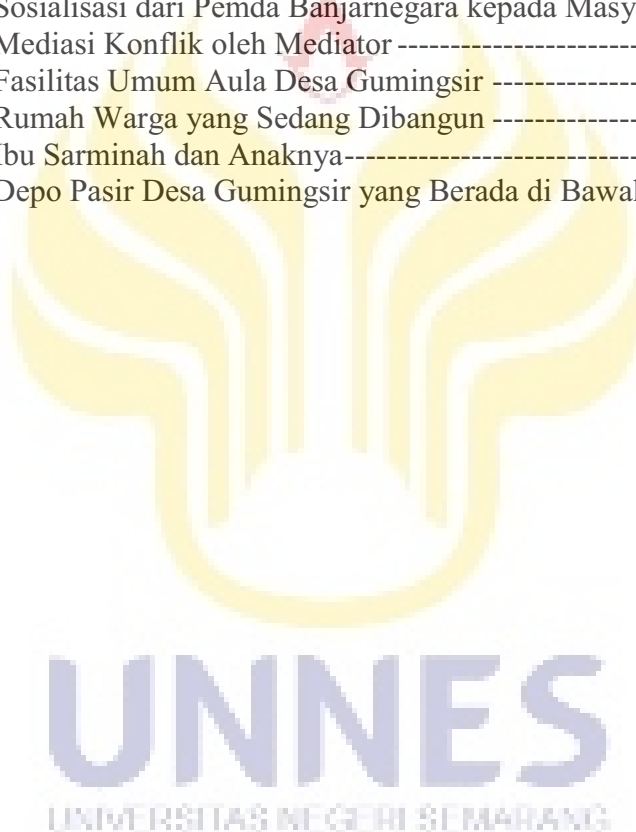 Sosialisasi dari Pemda Banjarnegara kepada Masy
Mediasi Konflik oleh Mediator ----------------------
Fasilitas Umum Aula Desa Gumingsir -------------
Rumah Warga yang Sedang Dibangun -------------
Ibu Sarminah dan Anaknya---------------------------
Depo Pasir Desa Gumingsir yang Berada di Bawa
UNNES
UNIVERSITAS NEGERI SEMARANG